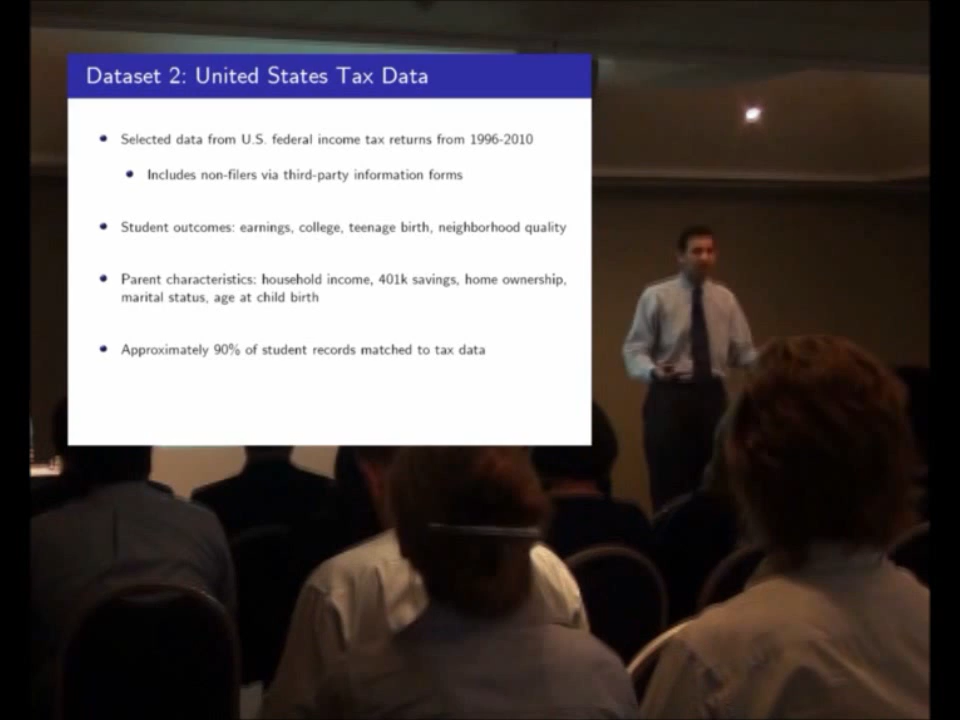 Dataset 2: United States Tax Data
Selected data from U.S. federal income tax returns from 1996-2010
Includes non-filers via third-party information forms
Student outcomes: earnings, college, teenage birth, neighborhood quality
Parent characteristics: household income, 401k savings, home ownership,
marital status, age at child birth
Approximately 90% of student records matched to tax data